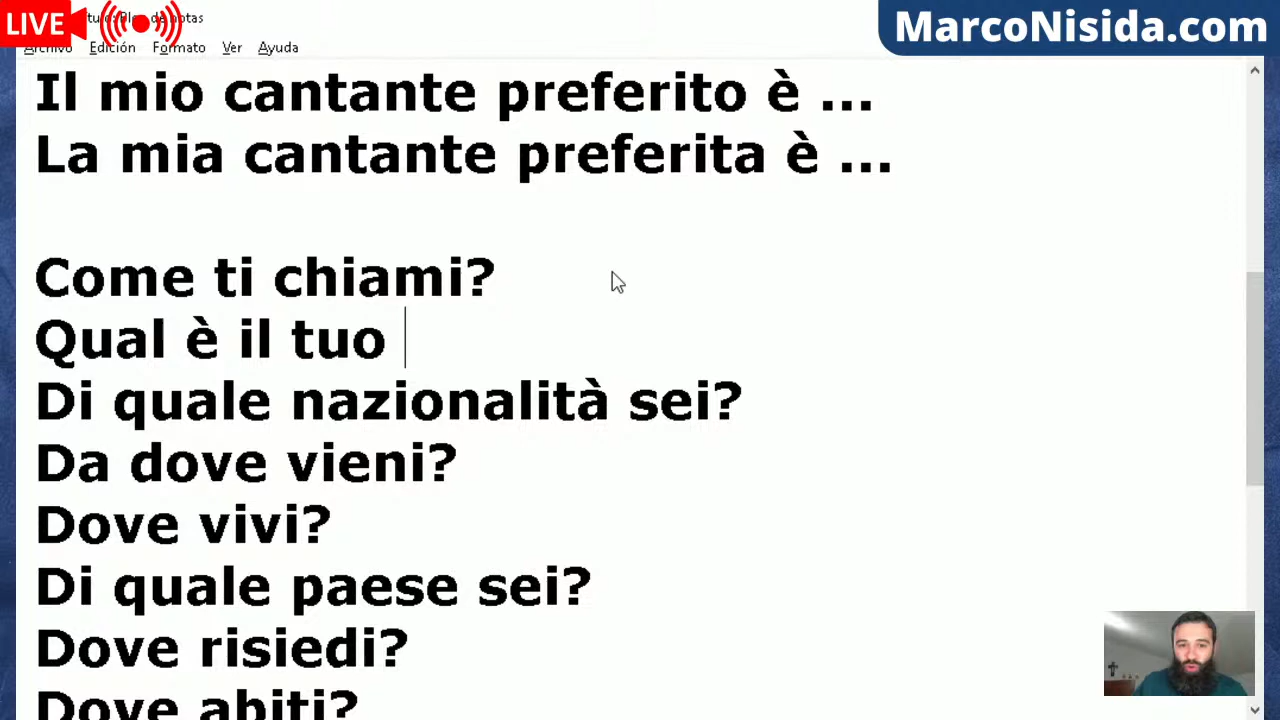 LIVE
MarcoNisida.com
Archivo Edición Formato Ver Ayuda
Il mio cantante preferito è ...
La mia cantante preferita è ...
Come ti chiami?
Qual è il tuo
Di quale nazionalità sei?
Da dove vieni?
Dove vivi?
Di quale paese sei?
Dove risiedi?
Dove abiti?